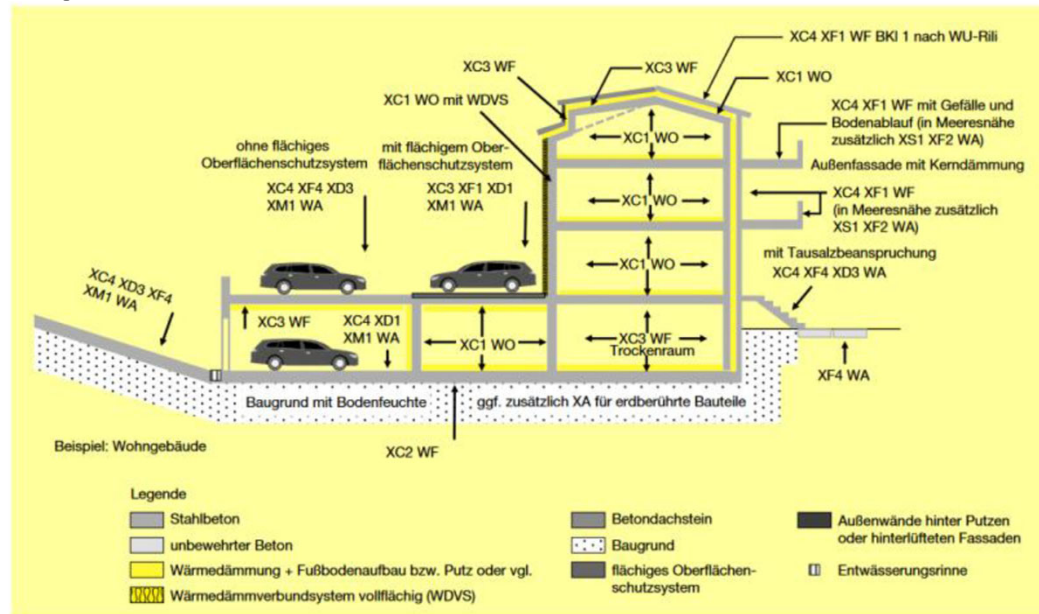 XC4 XF1 WF BKI 1 nach WU-Rili
XC3 WF
XC3 WF
XC1 WO
XC1 WO mit WDVS
XC4 XF1 WF mit Gefälle und
Bodenablauf (in Meeresnähe
zusätzlich XS1 XF2 WA)
ohne flächiges
Oberflächenschutzsystem
mit flächigem Ober-
flächenschutzsystem
XC1 WO
Außenfassade mit Kerndämmung
XC4 XF4 XD3
XM1 WA
XC3 XF1 XD1
XM1 WA
XC1 WO
XC4 XF1 WF
(in Meeresnähe zusätzlich
XS1 XF2 WA)
mit Tausalzbeanspruchung
XC4 XF4 XD3 WA
XC1 WO
XC4 XD3 XF4
XM1 WA
XC3 WF
XC4 XD1
XM1 WA
XC1 WO
XC3 WF
Trockenraum
XF4 WA
Baugrund mit Bodenfeuchte
ggf. zusätzlich XA für erdberührte Bauteile
Beispiel: Wohngebäude
XC2 WF
Legende
Stahlbeton
unbewehrter Beton
Wärmedämmung + Fußbodenaufbau bzw. Putz oder vgl.
Wärmedämmverbundsystem vollflächig (WDVS)
Betondachstein
Baugrund
flächiges Oberflächen-
schutzsystem
Außenwände hinter Putzen
oder hinterlüfteten Fassaden
Entwässerungsrinne